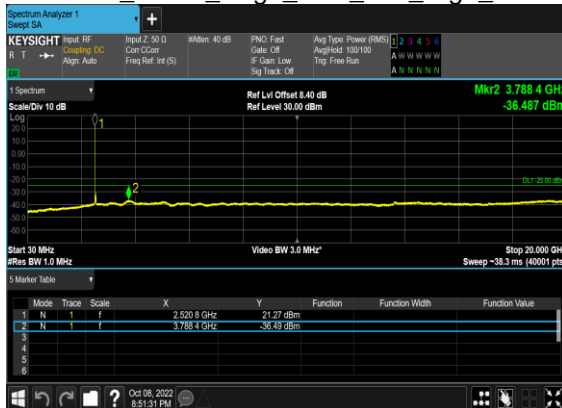 Spectrum Analyzer 1
Swept SA
+
KEYSIGHT Input: RF Input Z: 50 Ω #Atten: 40 dB PNO: Fast Avg Type: Power (RMS) 1 2 3 4 5 6
R T Coupling: DC Corr CCorr Gate: Off Avg|Hold: 100/100 A W W W W W
Align: Auto Freq Ref: Int (S) IF Gain: Low Trig: Free Run
LXI Sig Track: Off A N N N N N
1 Spectrum Ref Lvl Offset 8.40 dB Mkr2 3.788 4 GHz
Scale/Div 10 dB Ref Level 30.00 dBm -36.487 dBm
Log
20.0
10.0
0.00
-10.0
-20.0
-30.0
-40.0
-50.0
-60.0
1
2
DL1 -25.00 dBm
Start 30 MHz Video BW 3.0 MHz* Stop 20.000 GHz
#Res BW 1.0 MHz Sweep ~38.3 ms (40001 pts)
5 Marker Table
Mode Trace Scale X Y Function Function Width Function Value
1 N 1 f 2.520 8 GHz 21.27 dBm
2 N 1 f 3.788 4 GHz -36.49 dBm
3
4
5
6
? Oct 08, 2022
8:51:31 PM